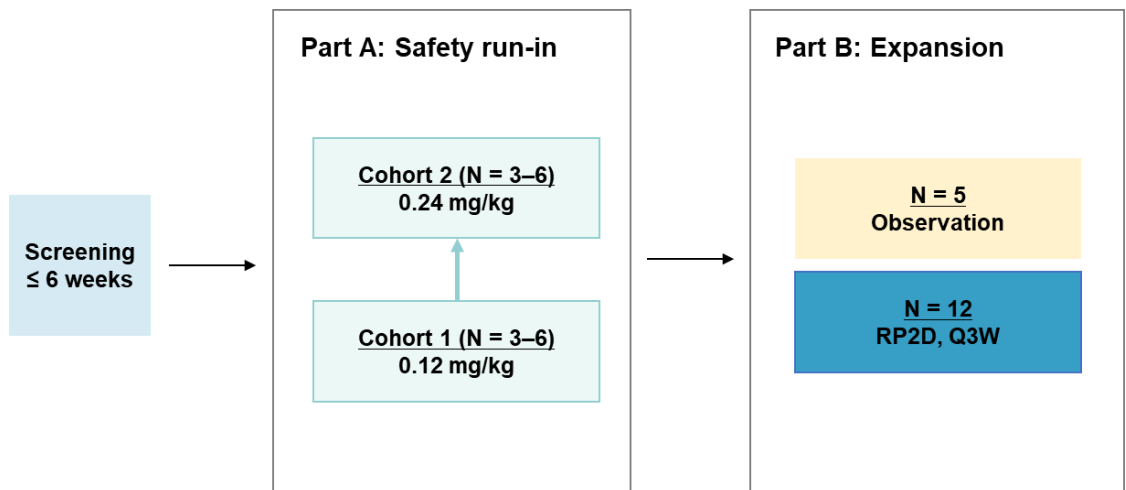 Screening
≤ 6 weeks
Part A: Safety run-in
Cohort 2 (N = 3–6)
0.24 mg/kg
Cohort 1 (N = 3–6)
0.12 mg/kg
Part B: Expansion
N = 5
Observation
N = 12
RP2D, Q3W